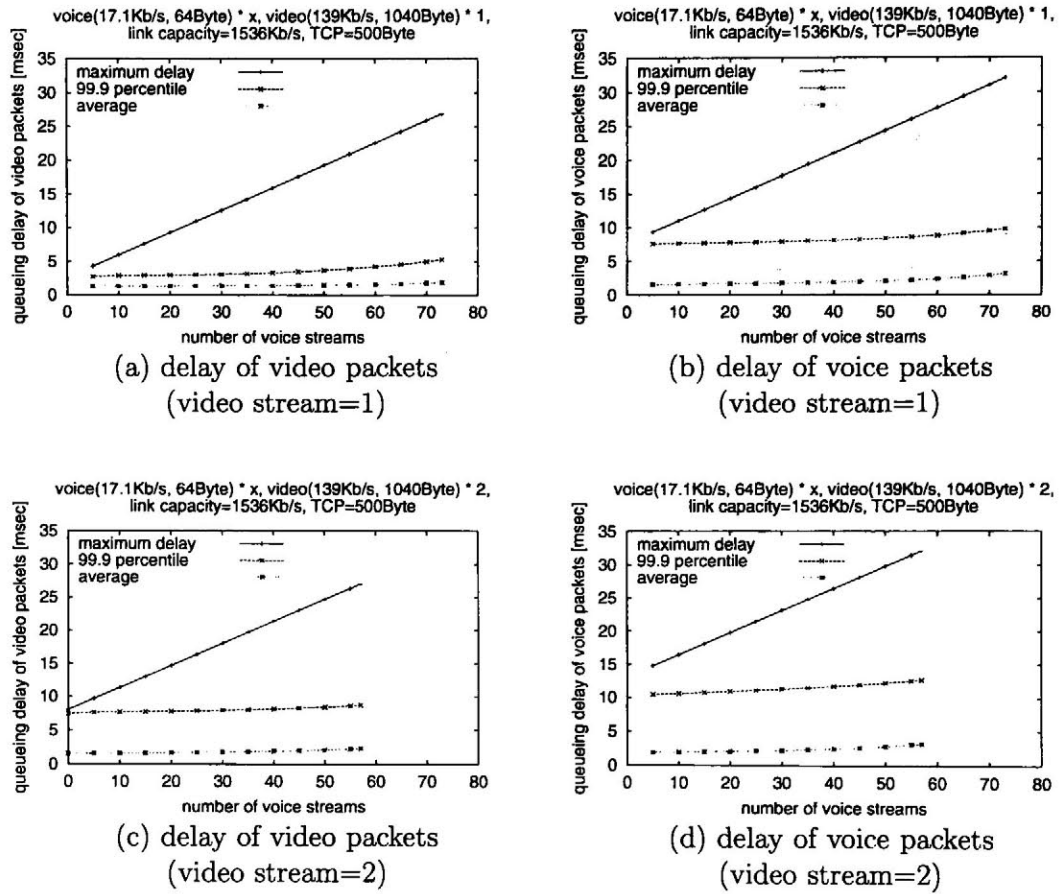 voice(17.1Kb/s, 64Byte) * x, video(139Kb/s, 1040Byte) * 1,
link capacity=1536Kb/s, TCP=500Byte
queueing delay of video packets [msec]
35
30
25
20
15
10
5
0
maximum delay
99.9 percentile
average
0 10 20 30 40 50 60 70 80
number of voice streams
(a) delay of video packets
(video stream=1)
voice(17.1Kb/s, 64Byte) * x, video(139Kb/s, 1040Byte) * 1,
link capacity=1536Kb/s, TCP=500Byte
queueing delay of voice packets [msec]
35
30
25
20
15
10
5
0
maximum delay
99.9 percentile
average
0 10 20 30 40 50 60 70 80
number of voice streams
(b) delay of voice packets
(video stream=1)
voice(17.1Kb/s, 64Byte) * x, video(139Kb/s, 1040Byte) * 2,
link capacity=1536Kb/s, TCP=500Byte
queueing delay of video packets [msec]
35
30
25
20
15
10
5
0
maximum delay
99.9 percentile
average
0 10 20 30 40 50 60 70 80
number of voice streams
(c) delay of video packets
(video stream=2)
voice(17.1Kb/s, 64Byte) * x, video(139Kb/s, 1040Byte) * 2,
link capacity=1536Kb/s, TCP=500Byte
queueing delay of voice packets [msec]
35
30
25
20
15
10
5
0
maximum delay
99.9 percentile
average
0 10 20 30 40 50 60 70 80
number of voice streams
(d) delay of voice packets
(video stream=2)